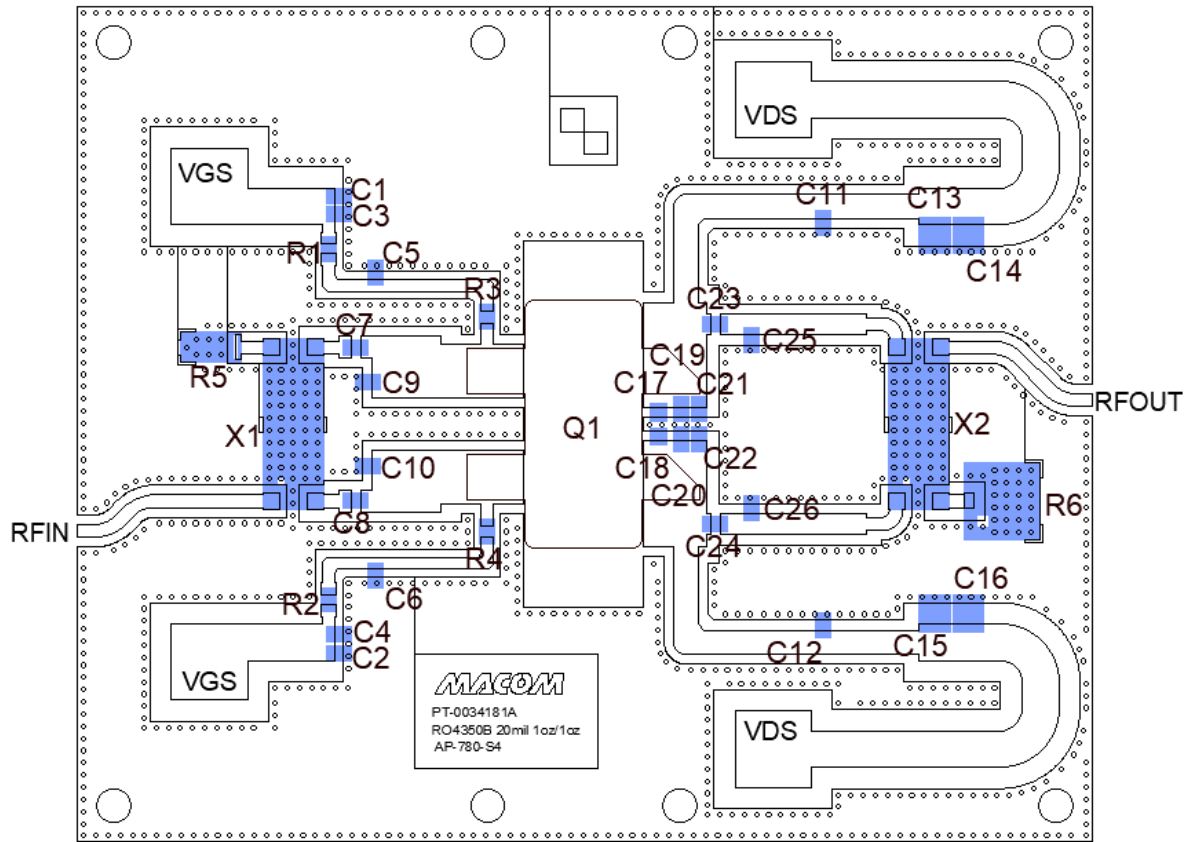 VDS
VGS
C1
C3
C11
C13
R1
C5
C14
R3
C23
C7
C25
C19
R5
C9
C17
C21
RFOUT
X1
Q1
X2
C10
C18
C22
C20
R6
RFIN
C8
C26
C24
R4
R2
C6
C16
C4
C15
C12
C2
VGS
MACOM
PT-0034181A
RO4350B 20mil 1oz/1oz
AP-780-S4
VDS